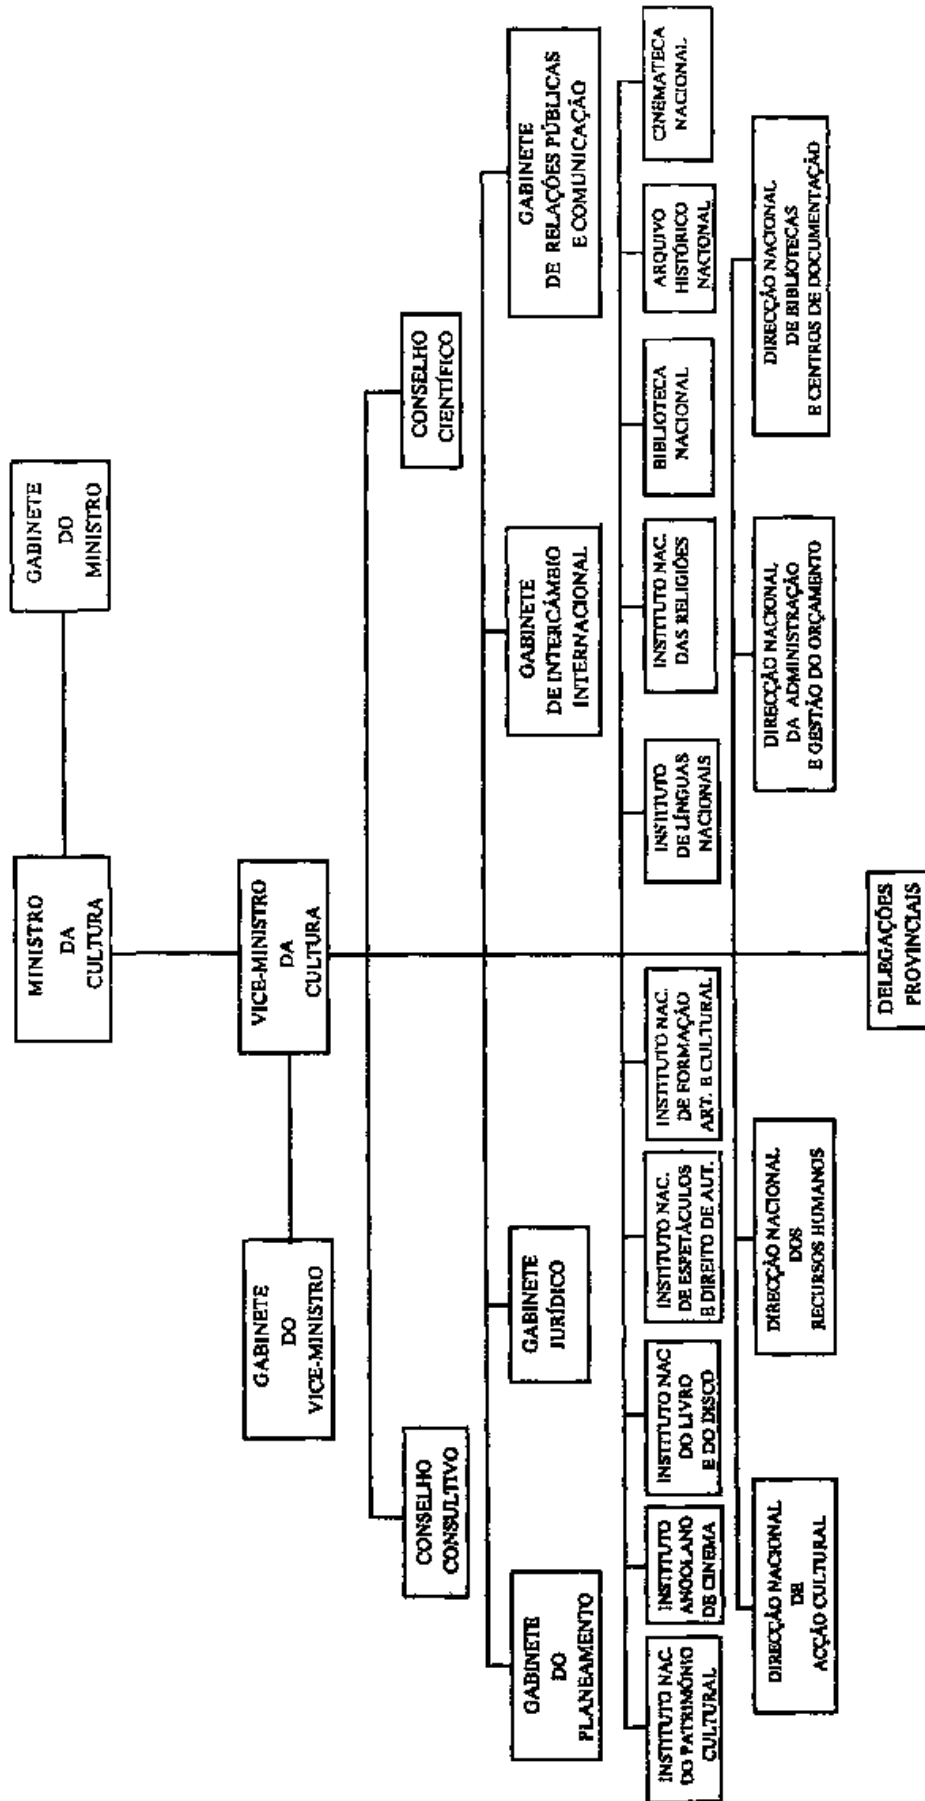 MINISTRO
DA
CULTURA
GABINETE
DO
MINISTRO
VICE-MINISTRO
DA
CULTURA
GABINETE
DO
VICE-MINISTRO
CONSELHO
CONSULTIVO
CONSELHO
CIENTÍFICO
GABINETE
DO
PLANEAMENTO
GABINETE
JURÍDICO
GABINETE
DE INTERCÂMBIO
INTERNACIONAL
GABINETE
DE RELAÇÕES PÚBLICAS
E COMUNICAÇÃO
INSTITUTO NAC.
DO PATRIMÓNIO
CULTURAL
INSTITUTO
ANGOLANO
DE CINEMA
INSTITUTO NAC
DO LIVRO
E DO DISCO
INSTITUTO NAC.
DE ESPETÁCULOS
E DIREITO DE AUT.
INSTITUTO NAC.
DE FORMAÇÃO
ART. E CULTURAL
INSTITUTO
DE LÍNGUAS
NACIONAIS
INSTITUTO NAC.
DAS RELIGIÕES
BIBLIOTECA
NACIONAL
ARQUIVO
HISTÓRICO
NACIONAL
CINEMATECA
NACIONAL
DIRECÇÃO NACIONAL
DE
ACÇÃO CULTURAL
DIRECÇÃO NACIONAL
DOS
RECURSOS HUMANOS
DIRECÇÃO NACIONAL
DA ADMINISTRAÇÃO
E GESTÃO DO ORÇAMENTO
DIRECÇÃO NACIONAL
DE BIBLIOTECAS
E CENTROS DE DOCUMENTAÇÃO
DELEGAÇÕES
PROVINCIAIS